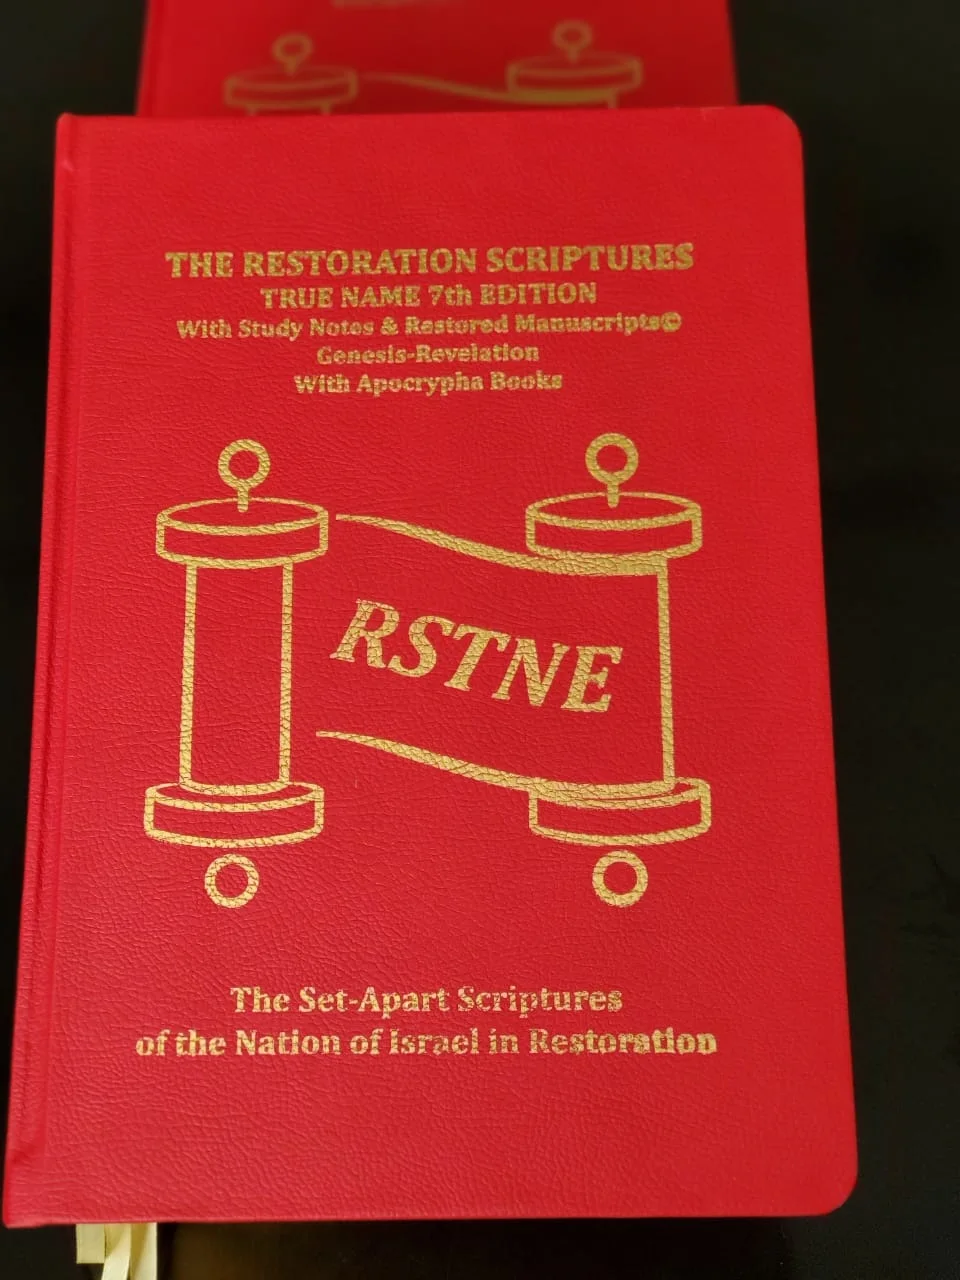 THE RESTORATION SCRIPTURES
TRUE NAME 7th EDITION
With Study Notes & Restored Manuscripts©
Genesis-Revelation
With Apocrypha Books
RSTNE
The Set-Apart Scriptures
of the Nation of Israel in Restoration